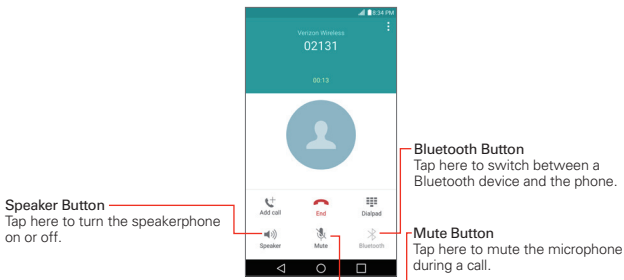 8:34 PM
Verizon Wireless
02131
00:13
Add call
End
Dialpad
Speaker
Mute
Bluetooth
Speaker Button
Tap here to turn the speakerphone
on or off.
Bluetooth Button
Tap here to switch between a
Bluetooth device and the phone.
Mute Button
Tap here to mute the microphone
during a call.